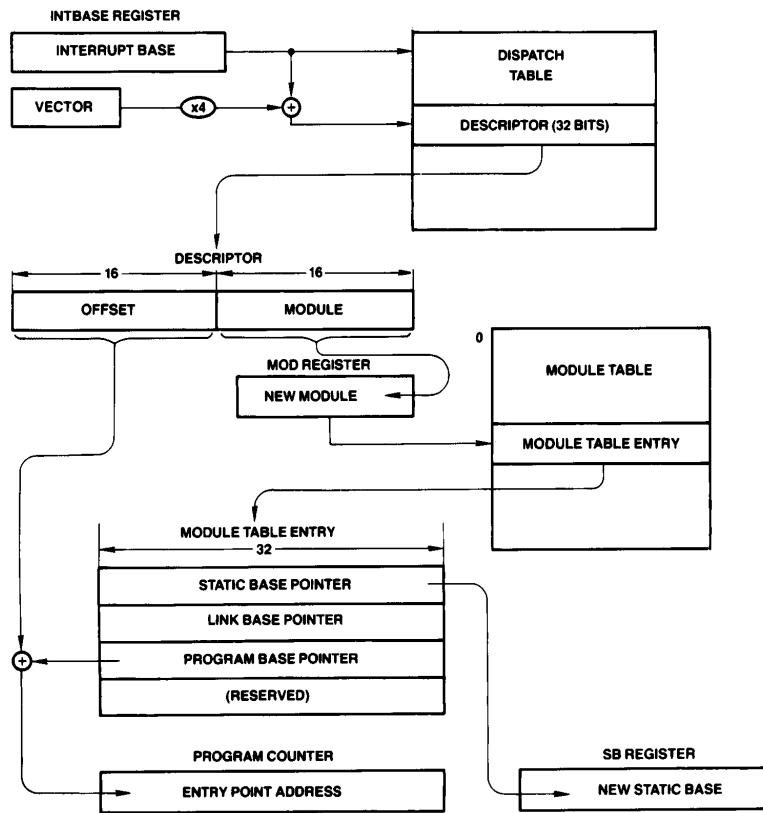 INTBASE REGISTER
INTERRUPT BASE
DISPATCH
TABLE
VECTOR
x4
+
DESCRIPTOR (32 BITS)
DESCRIPTOR
16
16
OFFSET
MODULE
0
MOD REGISTER
MODULE TABLE
NEW MODULE
MODULE TABLE ENTRY
MODULE TABLE ENTRY
32
STATIC BASE POINTER
LINK BASE POINTER
+
PROGRAM BASE POINTER
(RESERVED)
PROGRAM COUNTER
SB REGISTER
ENTRY POINT ADDRESS
NEW STATIC BASE